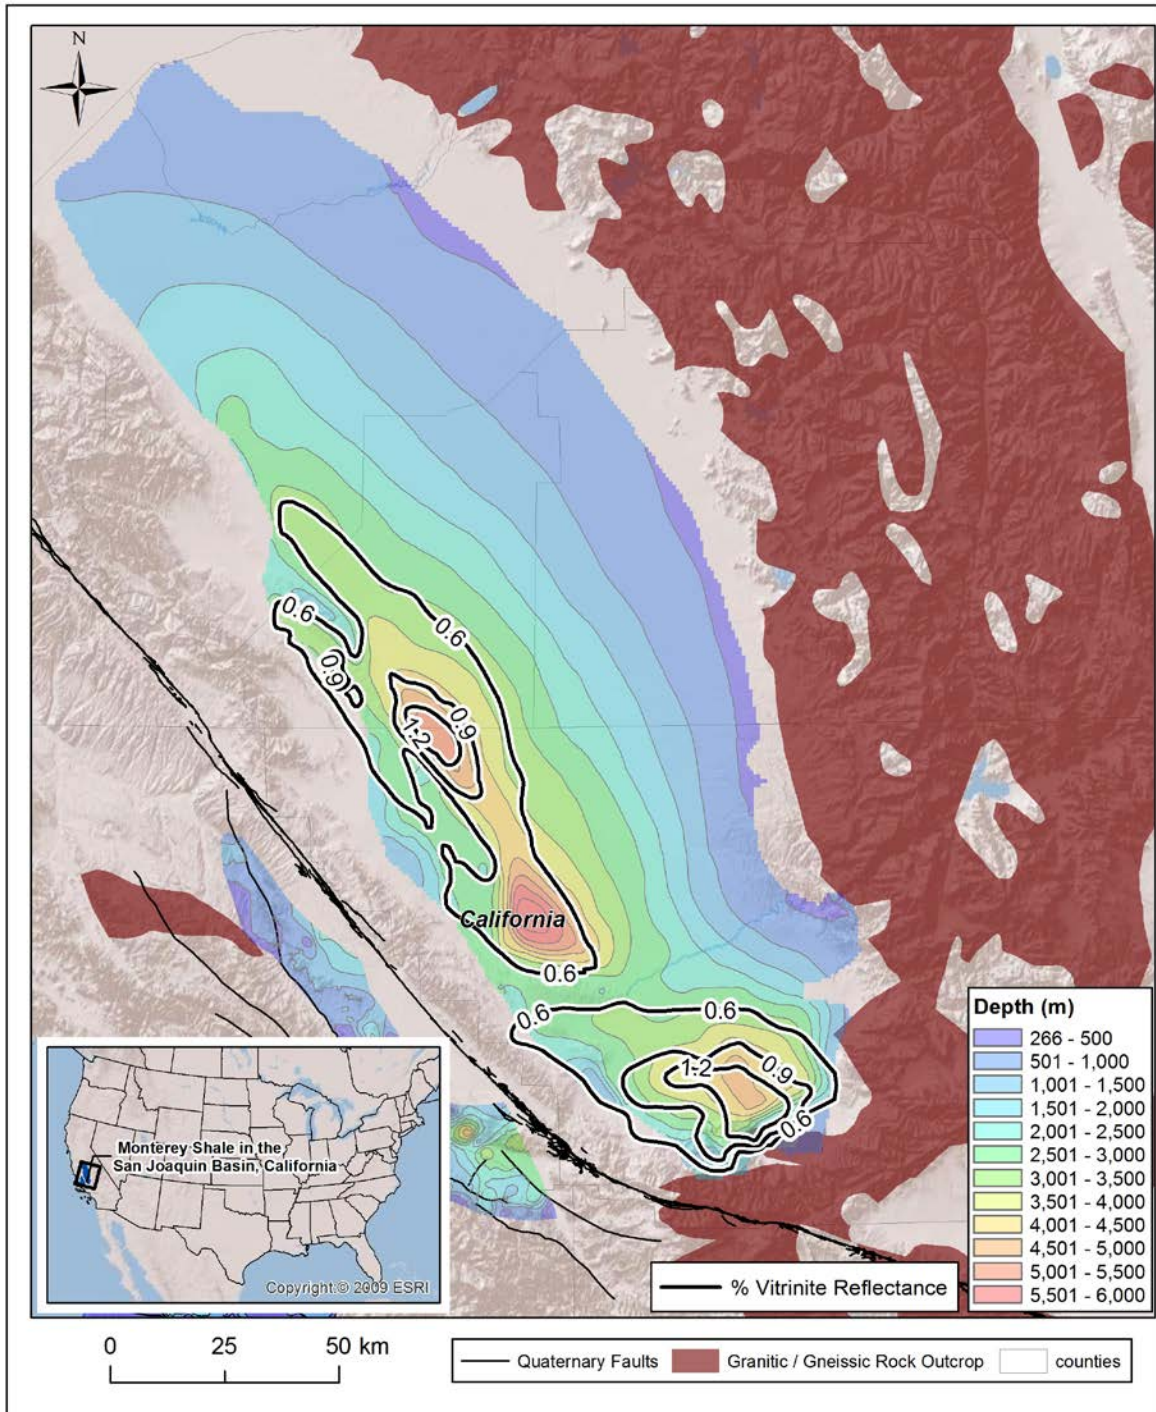 N
0.6
0.6
0.9
0.9
1.2
California
0.6
0.6
0.6
1.2
0.9
0.6
Depth (m)
266 - 500
501 - 1,000
1,001 - 1,500
1,501 - 2,000
2,001 - 2,500
2,501 - 3,000
3,001 - 3,500
3,501 - 4,000
4,001 - 4,500
4,501 - 5,000
5,001 - 5,500
5,501 - 6,000
Monterey Shale in the
San Joaquin Basin, California
Copyright:© 2009 ESRI
% Vitrinite Reflectance
0 25 50 km
Quaternary Faults Granitic / Gneissic Rock Outcrop counties